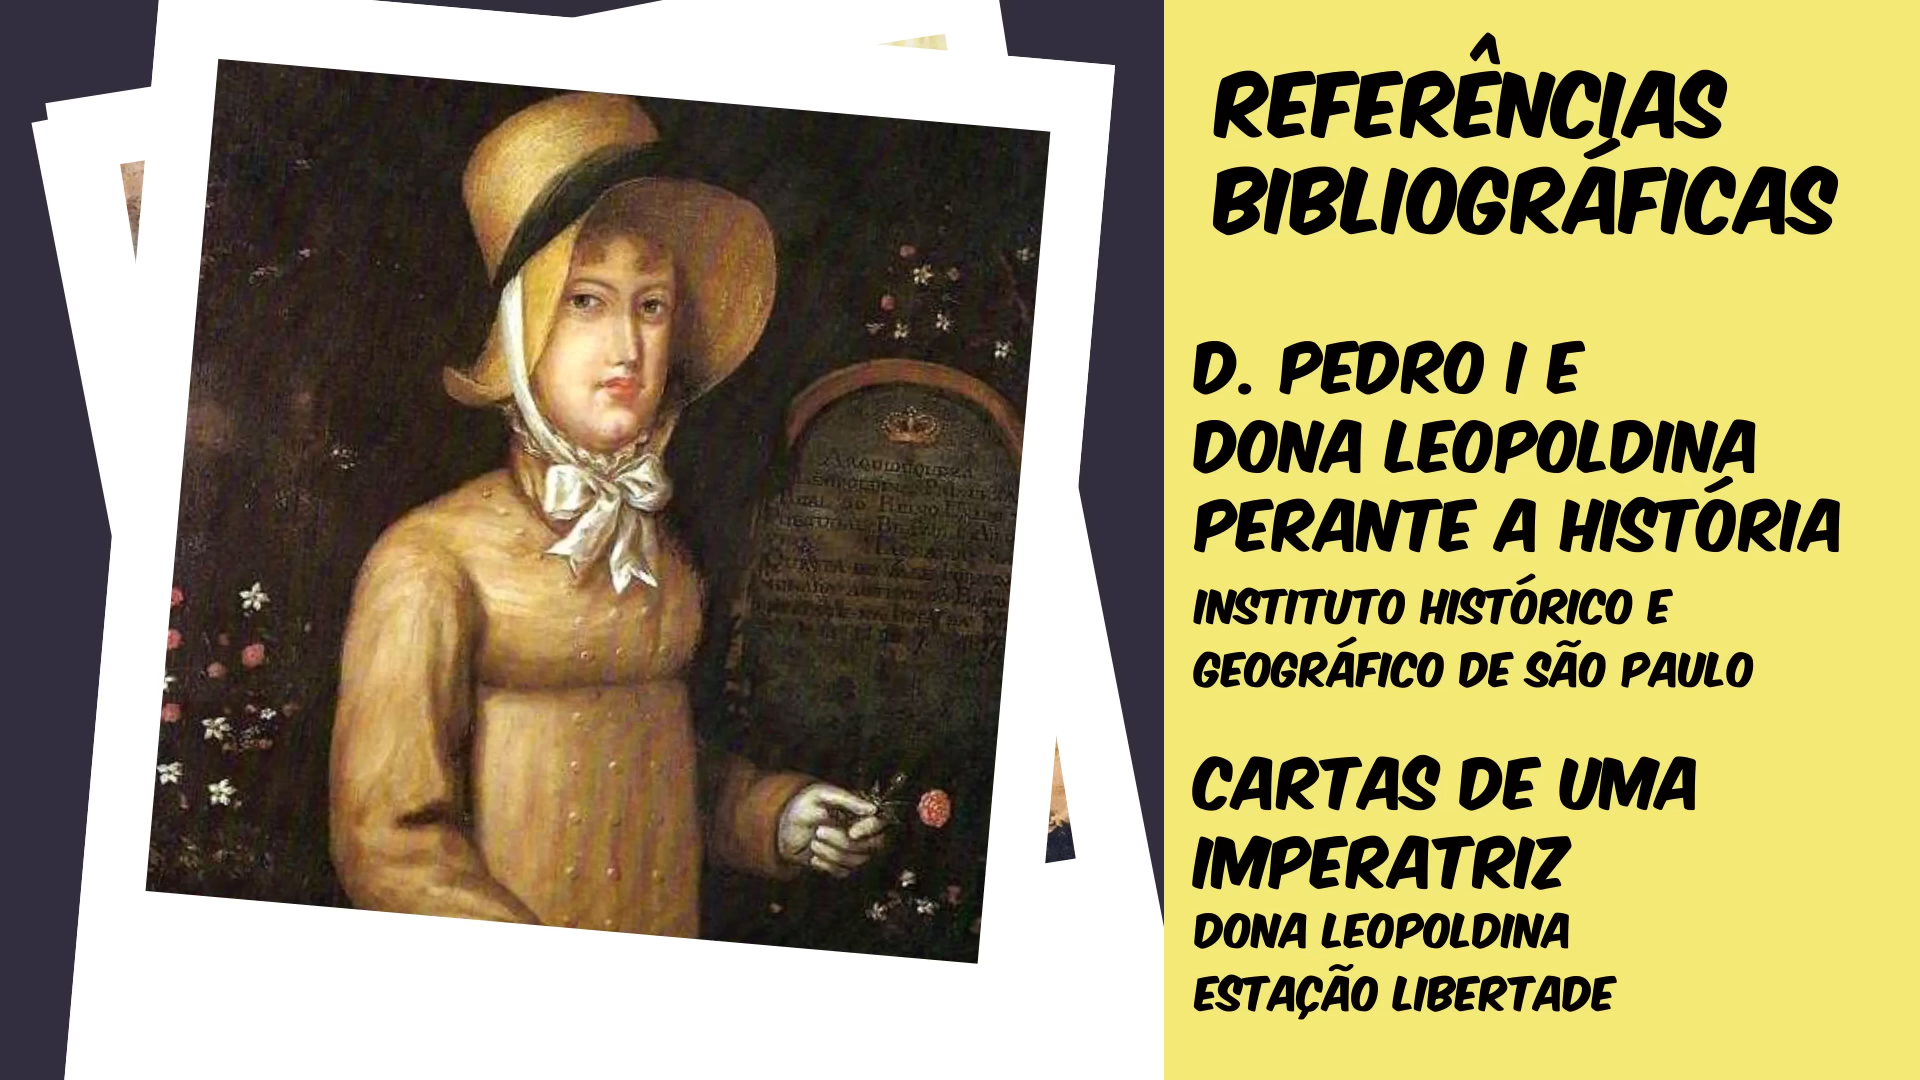 REFERÊNCIAS
BIBLIOGRÁFICAS
D. PEDRO I E
DONA LEOPOLDINA
PERANTE A HISTÓRIA
INSTITUTO HISTÓRICO E
GEOGRÁFICO DE SÃO PAULO
CARTAS DE UMA
IMPERATRIZ
DONA LEOPOLDINA
ESTAÇÃO LIBERTADE
ARQUIDUQUEZA